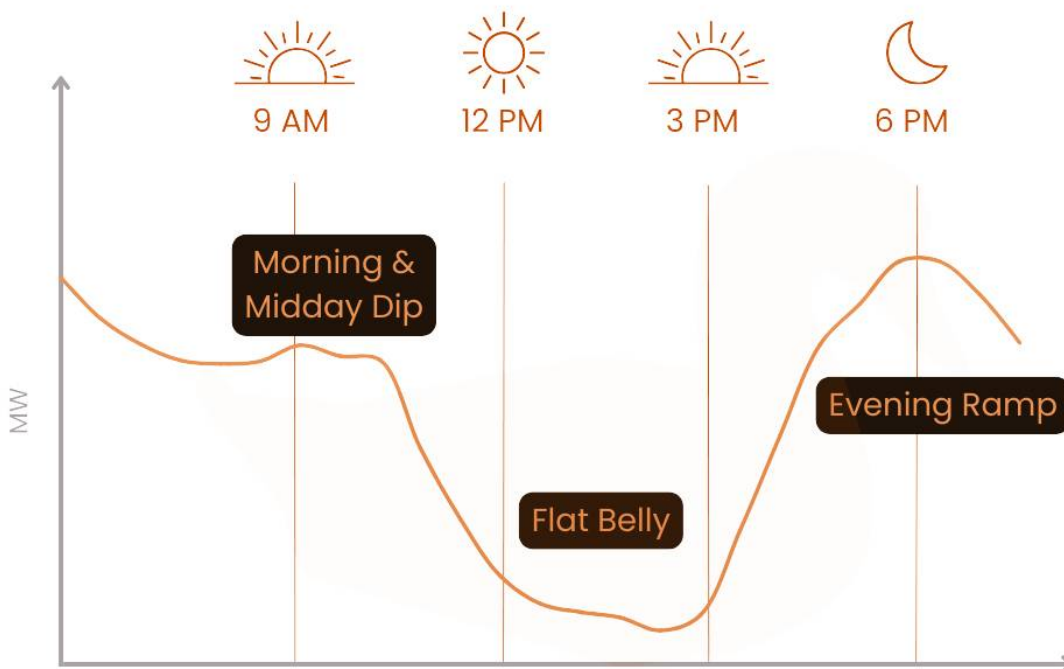 9 AM
12 PM
3 PM
6 PM
Morning &
Midday Dip
MW
Evening Ramp
Flat Belly